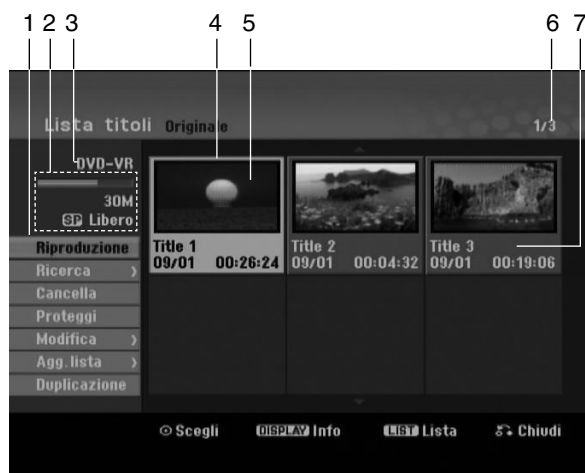 1 2 3 4 5 6 7
Lista titoli Originale 1/3
DVD-VR
30M
SP Libero
Riproduzione
Ricerca
Cancella
Proteggi
Modifica
Agg.lista
Duplicazione
Title 1
09/01 00:26:24
Title 2
09/01 00:04:32
Title 3
09/01 00:19:06
Scegli DISPLAY Info LIST Lista Chiudi